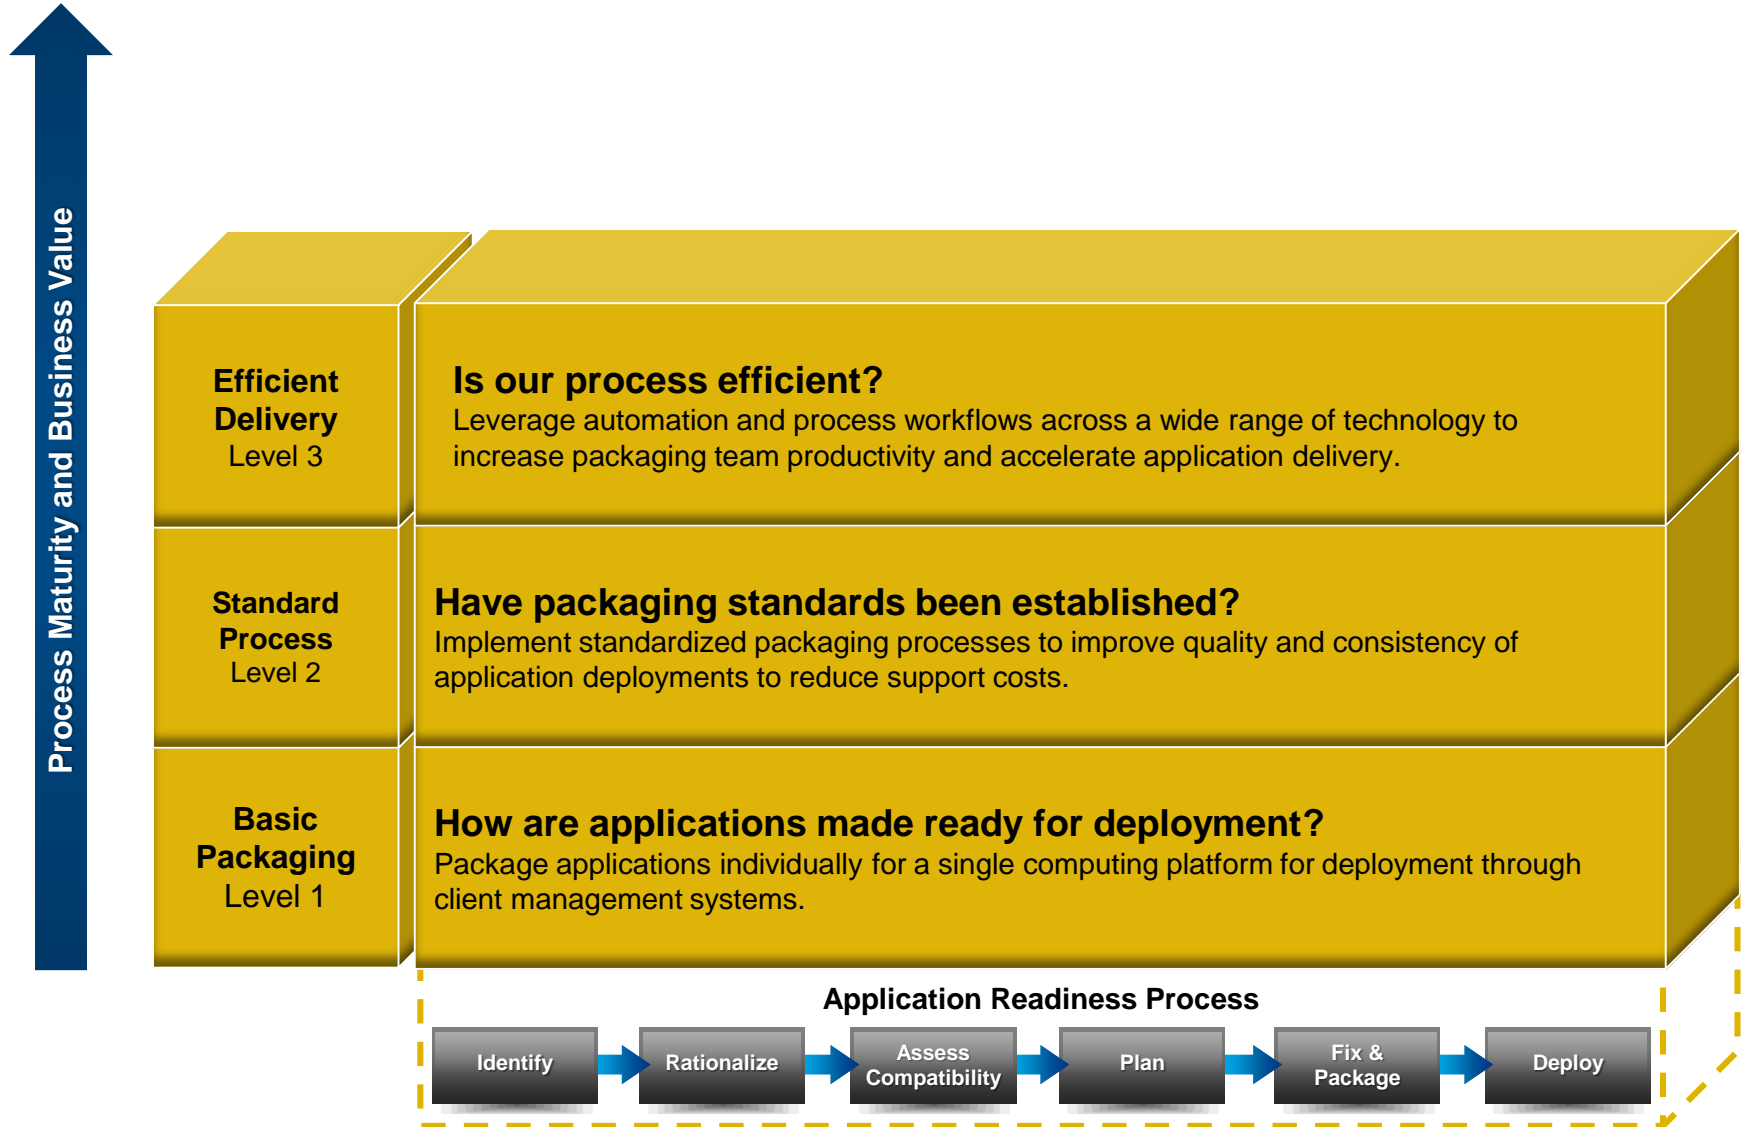 Process Maturity and Business Value
Efficient
Delivery
Level 3
Is our process efficient?
Leverage automation and process workflows across a wide range of technology to
increase packaging team productivity and accelerate application delivery.
Standard
Process
Level 2
Have packaging standards been established?
Implement standardized packaging processes to improve quality and consistency of
application deployments to reduce support costs.
Basic
Packaging
Level 1
How are applications made ready for deployment?
Package applications individually for a single computing platform for deployment through
client management systems.
Application Readiness Process
Identify
Rationalize
Assess
Compatibility
Plan
Fix &
Package
Deploy